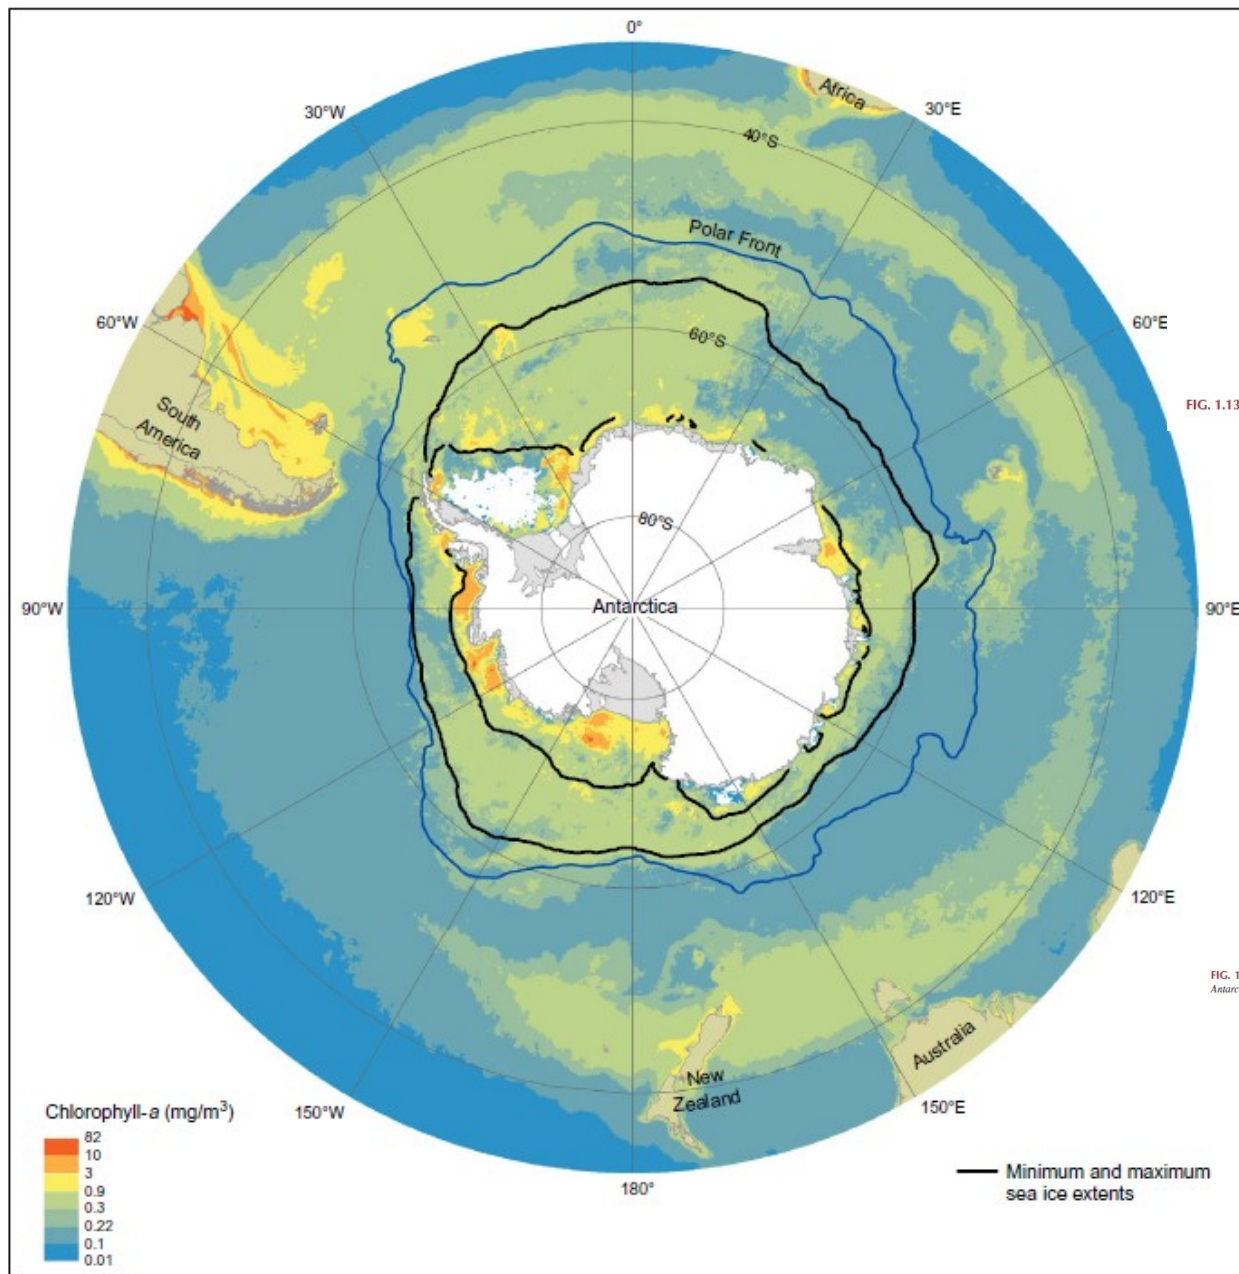 0°
30°W
Africa
30°E
40°S
Polar Front
60°W
60°S
60°E
FIG. 1.13
South
America
80°S
90°W
Antarctica
90°E
120°W
120°E
FIG. 1
Antarc
Australia
New
Zealand
150°W
150°E
Chlorophyll-a (mg/m³)
82
10
3
0.9
0.3
0.22
0.1
0.01
180°
Minimum and maximum
sea ice extents